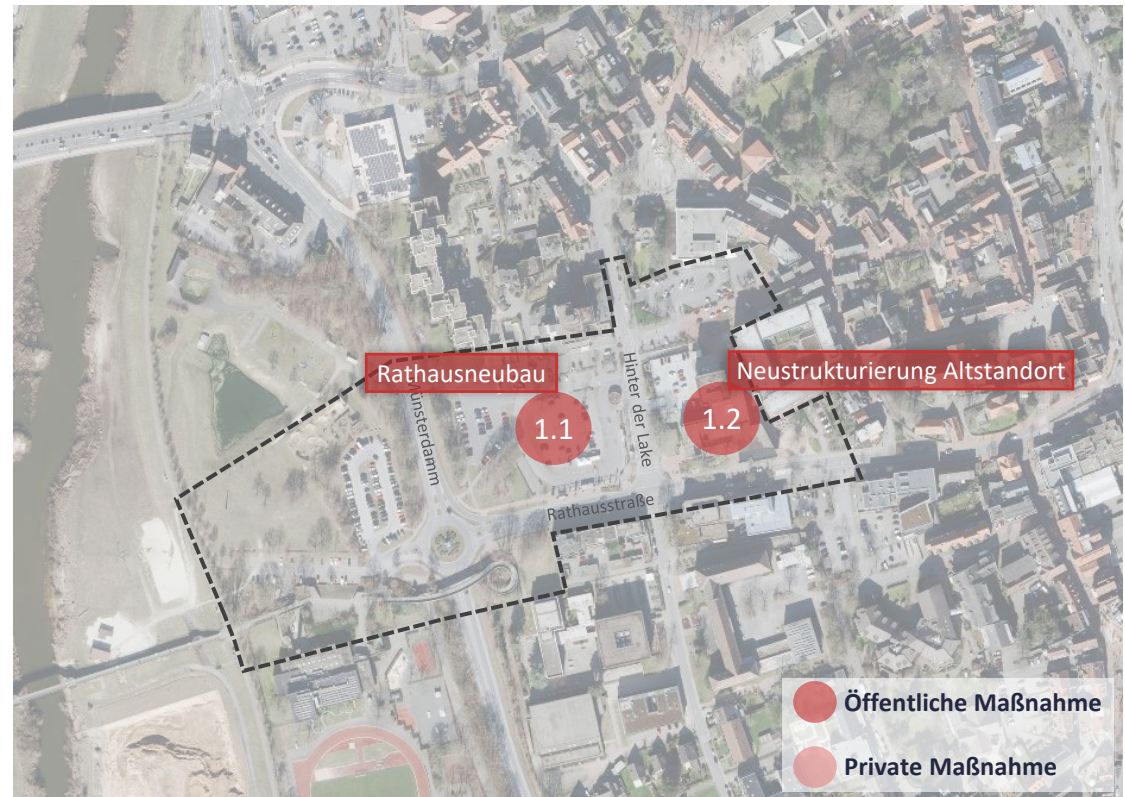 Rathausneubau
Neustrukturierung Altstandort
1.1
1.2
Münsterdamm
Hinter der Lake
Rathausstraße
Öffentliche Maßnahme
Private Maßnahme